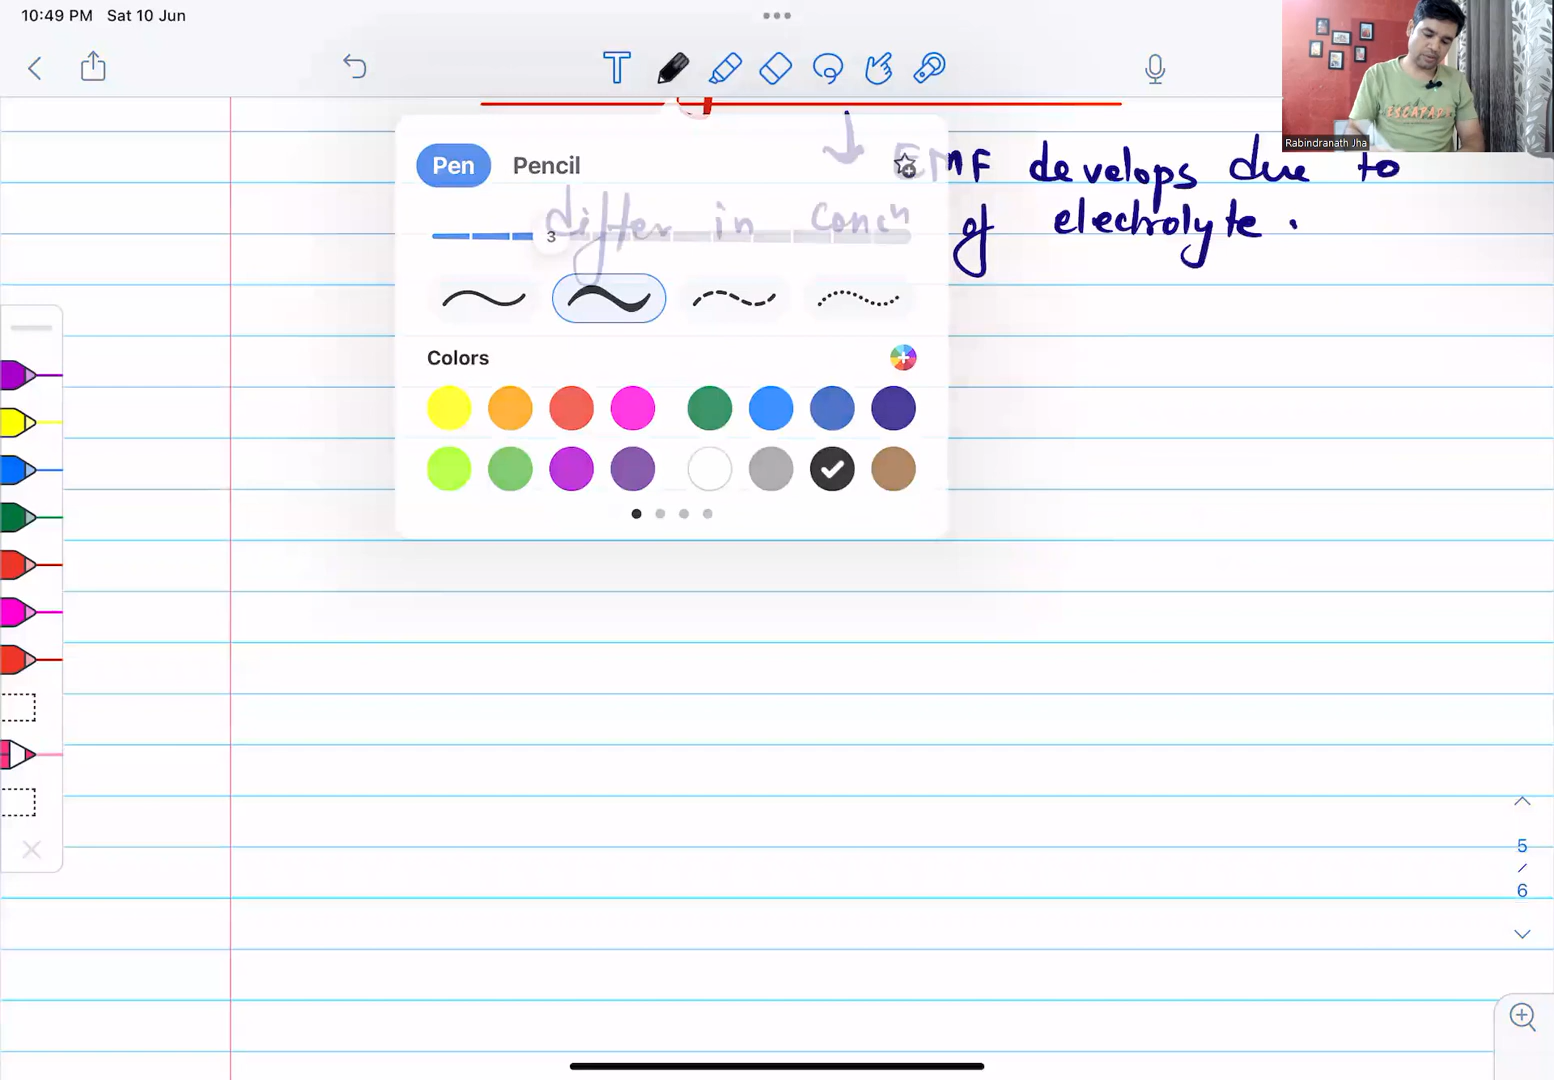 10:49 PM Sat 10 Jun
T
Rabindranath Jha
Pen Pencil
EMF develops due to
3
differ in concn of electrolyte.
Colors
5
/
6